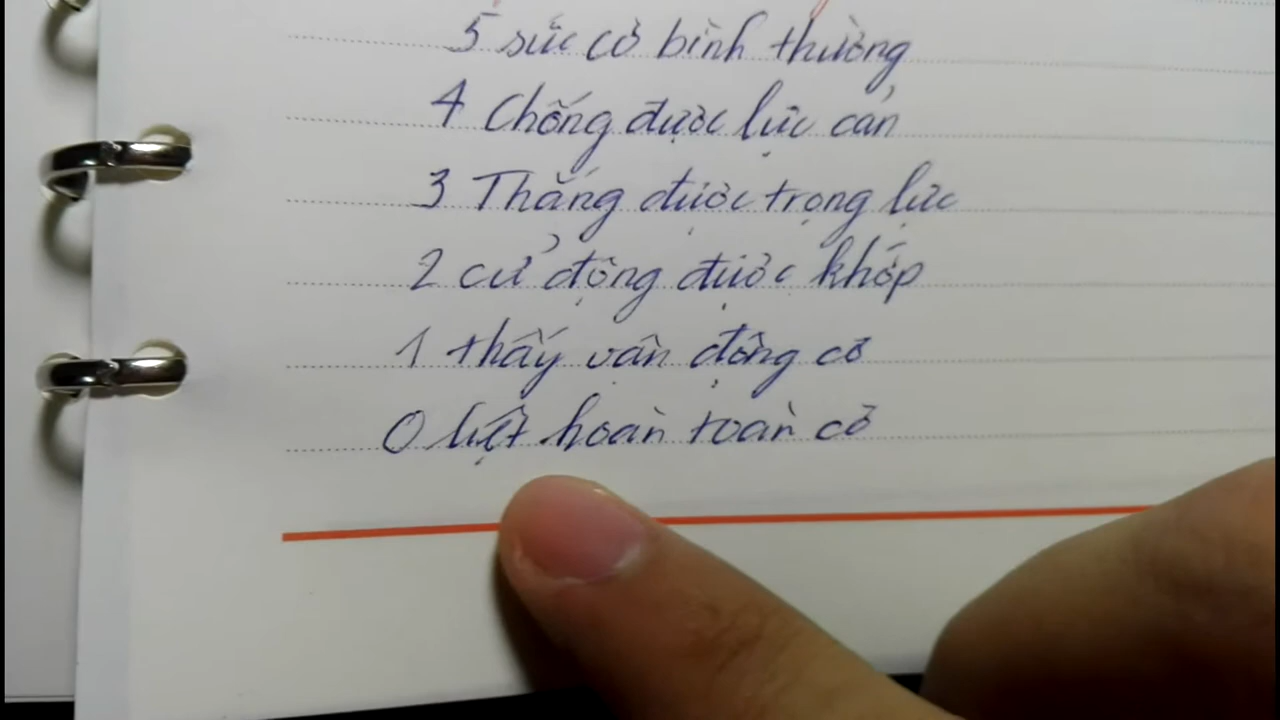 5 sức cơ bình thường
4 Chống được lực cản
3 Thắng được trọng lực
2 cử động được khớp
1 thấy vận động cơ
0 liệt hoàn toàn cơ